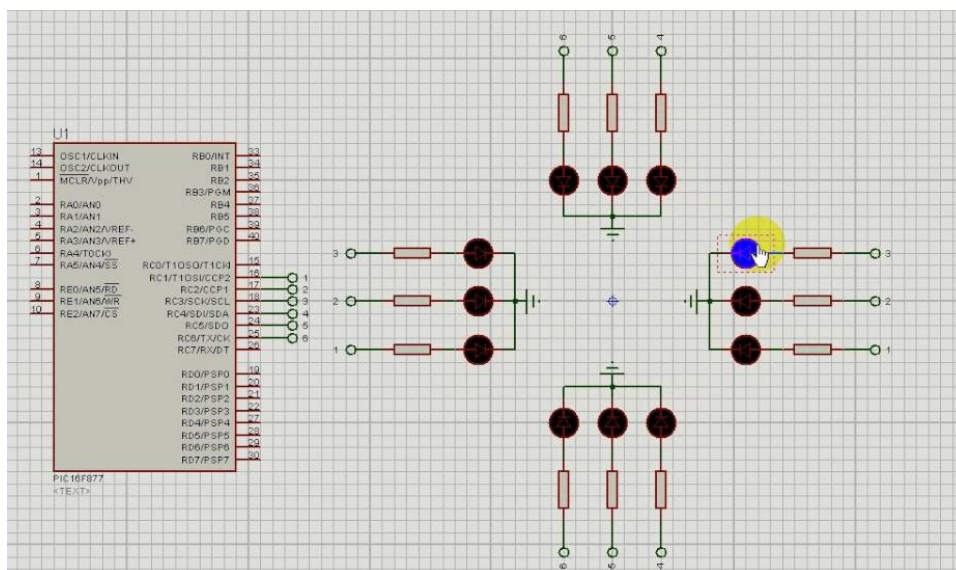 6 5 4
U1
13 OSC1/CLKIN RB0/INT 33
14 OSC2/CLKOUT RB1 34
1 MCLR/Vpp/THV RB2 35
RB3/PGM 36
2 RA0/AN0 RB4 37
3 RA1/AN1 RB5 38
4 RA2/AN2/VREF- RB6/PGC 39
5 RA3/AN3/VREF+ RB7/PGD 40
6 RA4/T0CKI
7 RA5/AN4/SS RC0/T1OSO/T1CKI 15
RC1/T1OSI/CCP2 16 1
8 RE0/AN5/RD RC2/CCP1 17 2
9 RE1/AN6/WR RC3/SCK/SCL 18 3
10 RE2/AN7/CS RC4/SDI/SDA 23 4
RC5/SDO 24 5
RC6/TX/CK 25 6
RC7/RX/DT 26
RD0/PSP0 19
RD1/PSP1 20
RD2/PSP2 21
RD3/PSP3 22
RD4/PSP4 27
RD5/PSP5 28
RD6/PSP6 29
RD7/PSP7 30
PIC16F877
<TEXT>
3 3
2 2
1 1
6 5 4